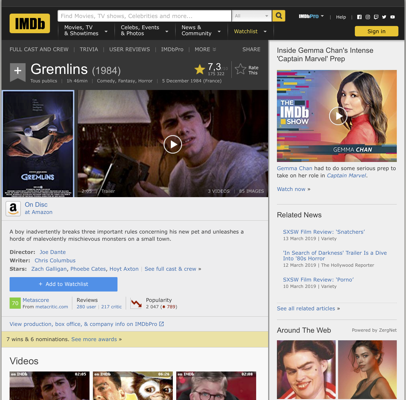 IMDb
Find Movies, TV shows, Celebrities and more...
All
IMDbPro
Help
Movies, TV
& Showtimes
Celebs, Events
& Photos
News &
Community
Watchlist
Sign in
FULL CAST AND CREW | TRIVIA | USER REVIEWS | IMDbPro | MORE
SHARE
Gremlins (1984)
7,3
Rate
This
Tous publics | 1h 46min | Comedy, Fantasy, Horror | 5 December 1984 (France)
GREMLINS
2:05 | Trailer
3 VIDEOS | 85 IMAGES
On Disc
at Amazon
A boy inadvertently breaks three important rules concerning his new pet and unleashes a
horde of malevolently mischievous monsters on a small town.
Director: Joe Dante
Writer: Chris Columbus
Stars: Zach Galligan, Phoebe Cates, Hoyt Axton | See full cast & crew »
+ Add to Watchlist
70
Metascore
From metacritic.com
Reviews
280 user | 217 critic
Popularity
2 047 (789)
View production, box office, & company info on IMDbPro
7 wins & 6 nominations. See more awards »
Videos
Inside Gemma Chan's Intense
'Captain Marvel' Prep
THE
IMDb
SHOW
GEMMA CHAN
Gemma Chan had to do some serious prep to
take on her role in Captain Marvel.
Watch now »
Related News
SXSW Film Review: 'Snatchers'
13 March 2019 | Variety
'In Search of Darkness' Trailer Is a Dive
Into '80s Horror
12 March 2019 | The Hollywood Reporter
SXSW Film Review: 'Porno'
10 March 2019 | Variety
See all related articles »
Around The Web
Powered by ZergNet